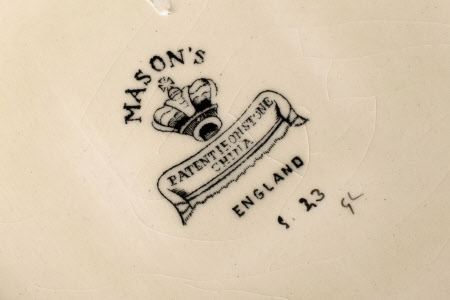 MASON'S
PATENT IRONSTONE
CHINA
ENGLAND
S. 23